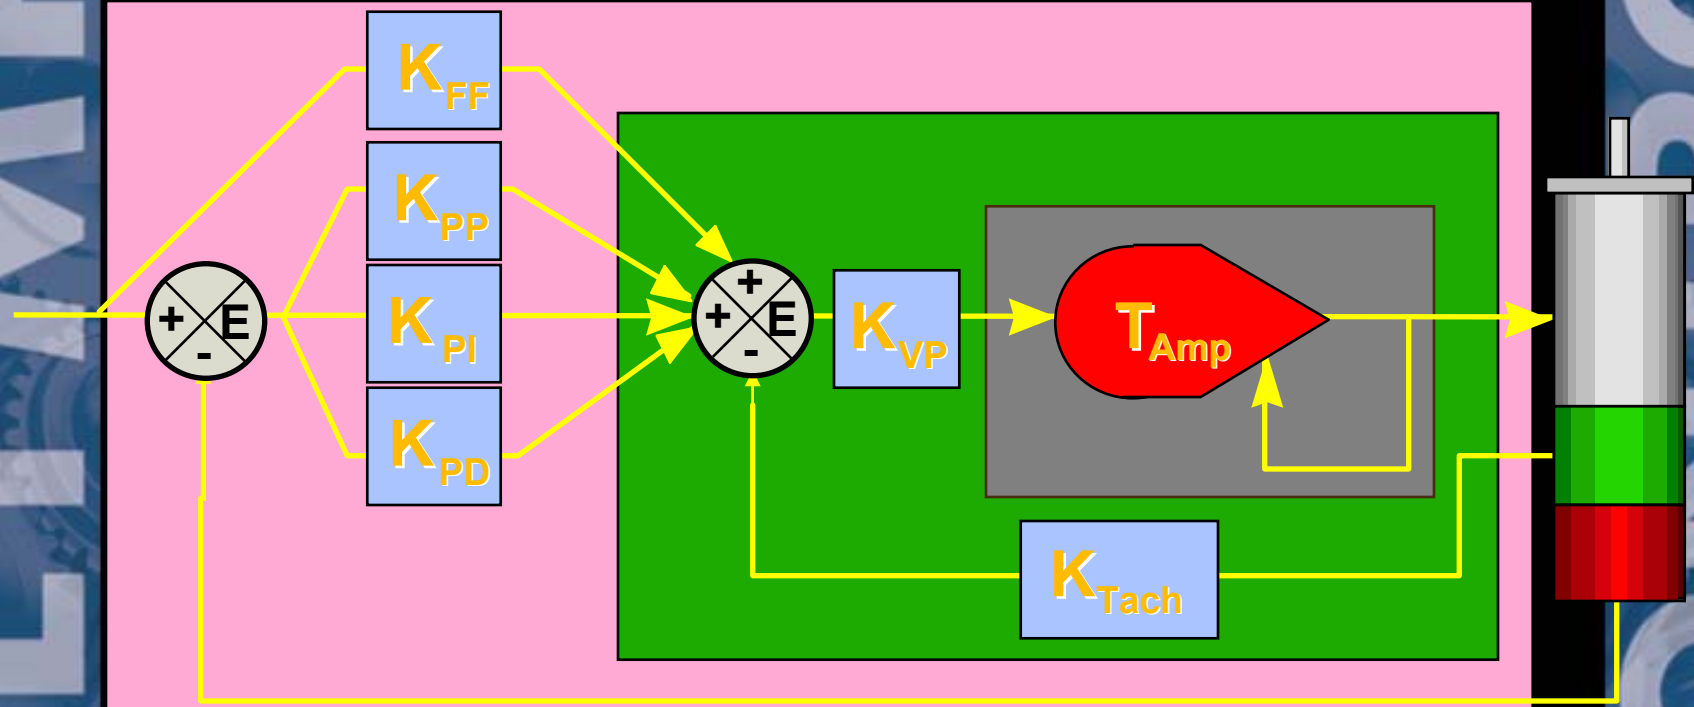 K FF
K PP
K PI
K PD
+ E -
+ + E -
K VP
T Amp
K Tach